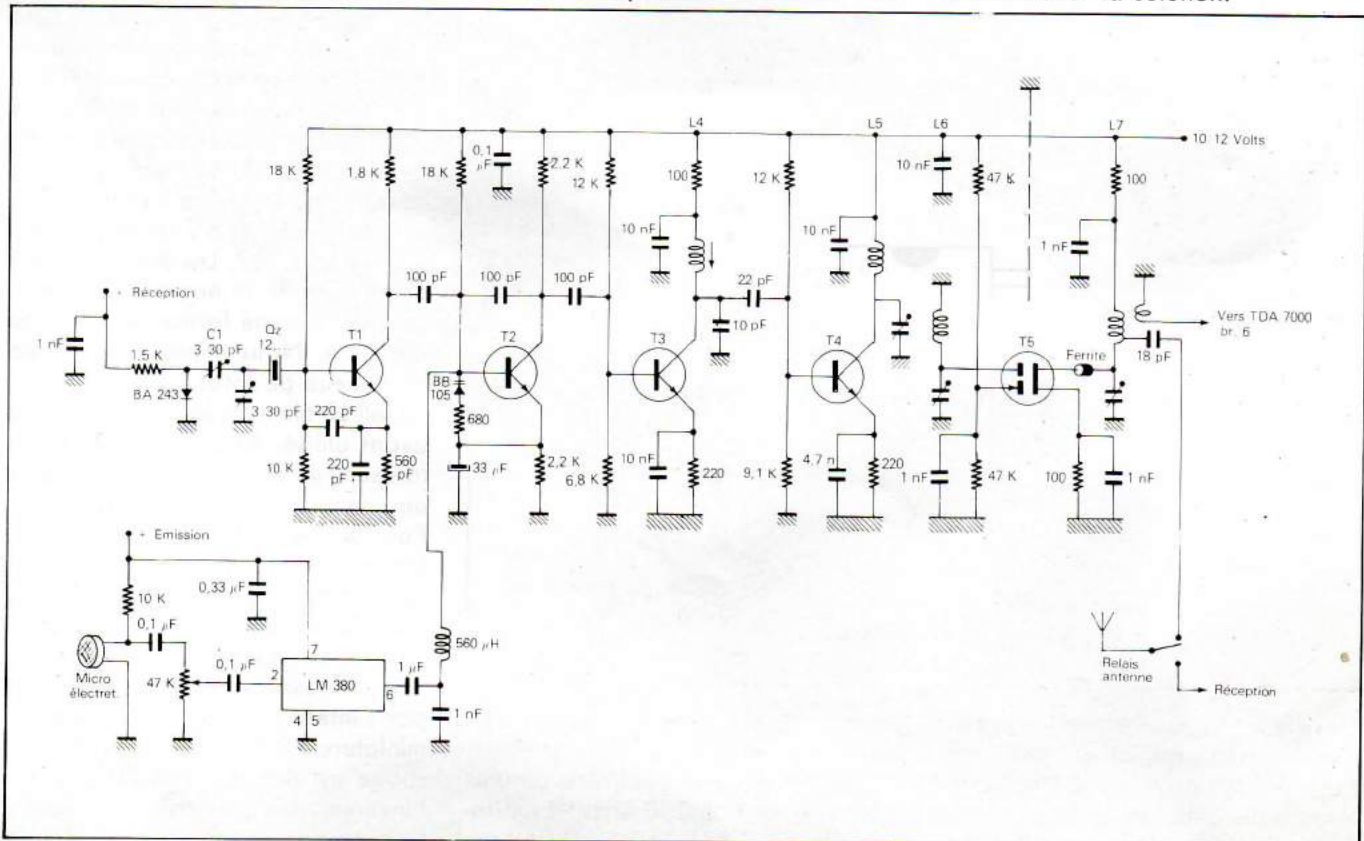 L4
L5
L6
L7
10 12 Volts
18 K
1,8 K
18 K
0,1
µF
2,2 K
12 K
100
12 K
10 nF
47 K
100
10 nF
10 nF
1 nF
Réception
100 pF
100 pF
100 pF
22 pF
10 pF
1 nF
1.5 K
C1
3 30 pF
Qz
12
T1
T2
T3
T4
T5
Ferrite
18 pF
Vers TDA 7000
br. 6
BA 243
3 30 pF
220 pF
BB
105
680
10 K
220
pF
560
pF
33 µF
2,2 K
6,8 K
10 nF
220
9,1 K
4,7 n
220
1 nF
47 K
100
1 nF
+ Emission
10 K
0,33 µF
0,1 µF
560 µH
Micro
électret.
47 K
0,1 µF
2
7
LM 380
6
4
5
1 µF
1 nF
Relais
antenne
Réception